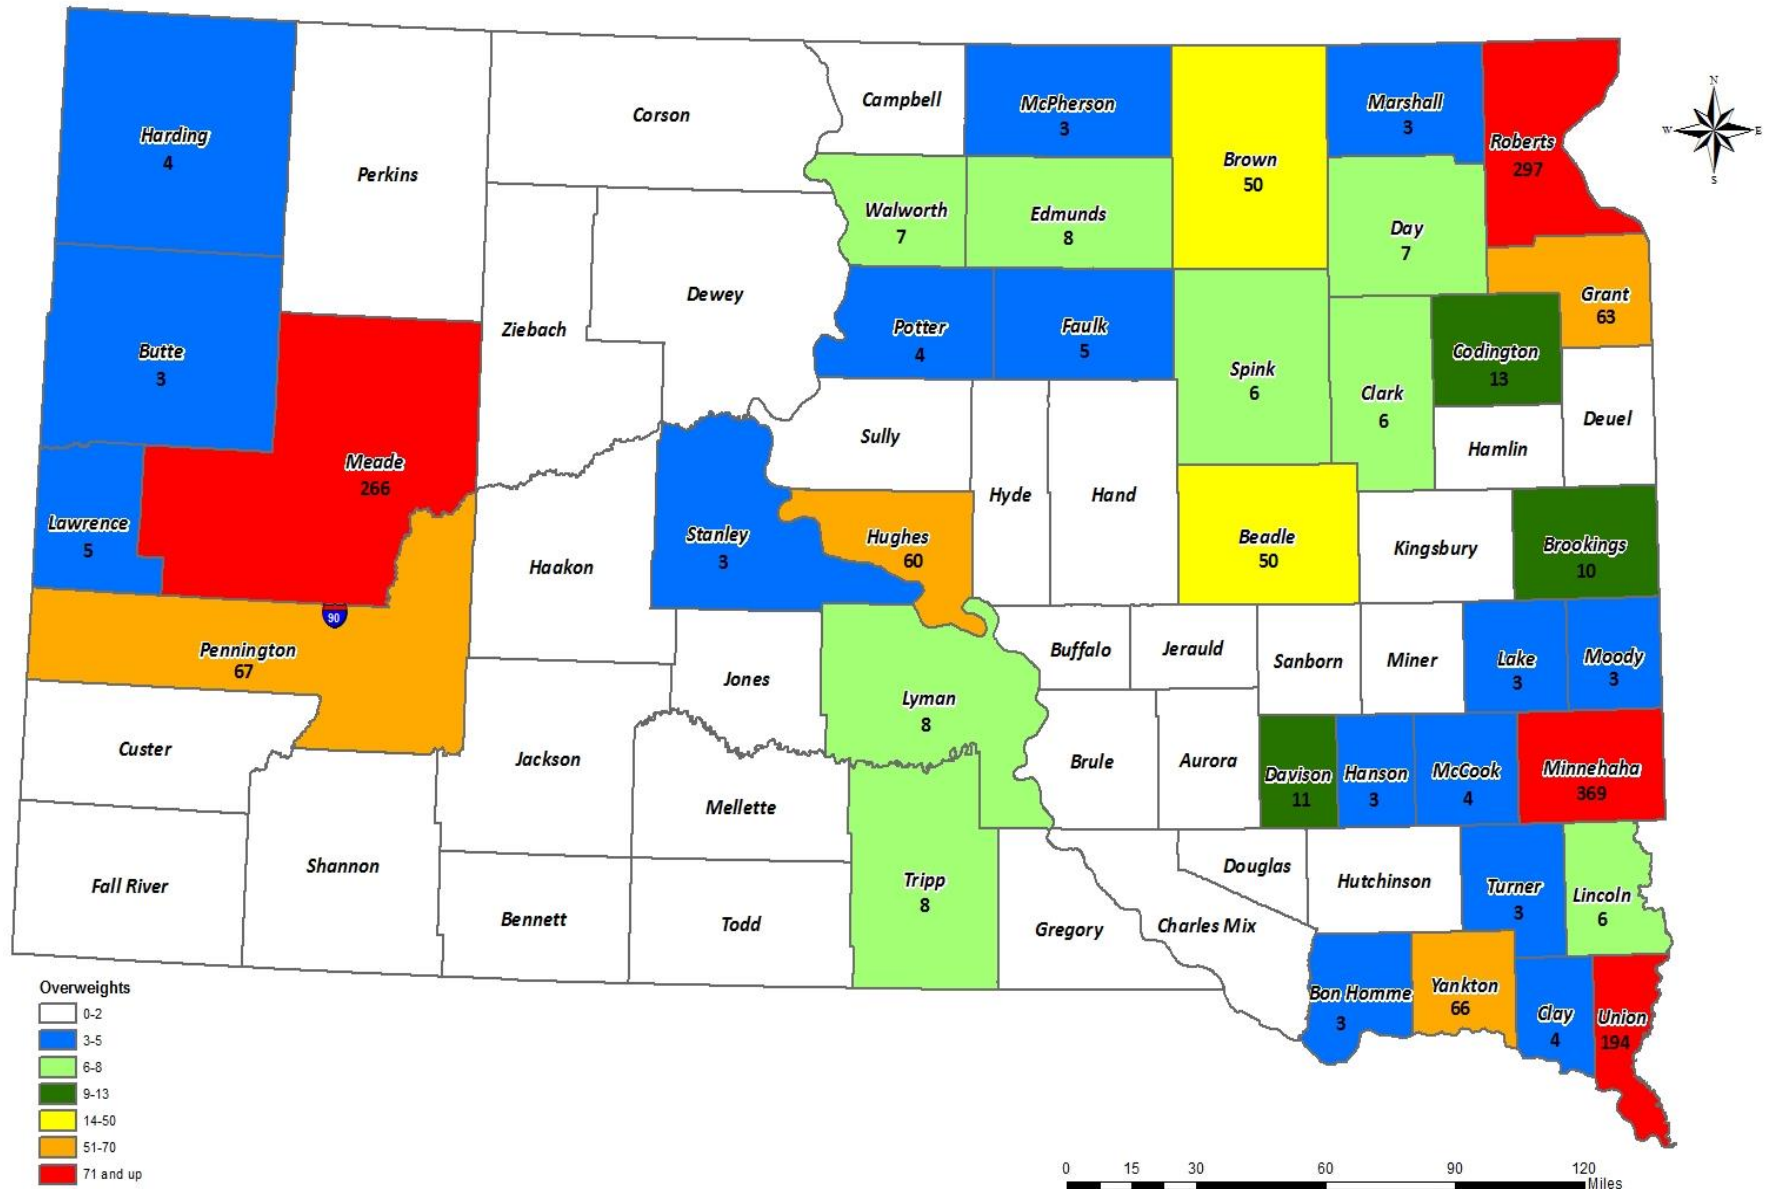 N
W
E
S
Harding
4
Perkins
Corson
Campbell
McPherson
3
Brown
50
Marshall
3
Roberts
297
Walworth
7
Edmunds
8
Day
7
Grant
63
Butte
3
Ziebach
Dewey
Potter
4
Faulk
5
Spink
6
Clark
6
Codington
13
Deuel
Hamlin
Meade
266
Sully
Hyde
Hand
Lawrence
5
Haakon
Stanley
3
Hughes
60
Beadle
50
Kingsbury
Brookings
10
90
Pennington
67
Jones
Lyman
8
Buffalo
Jerauld
Sanborn
Miner
Lake
3
Moody
3
Custer
Jackson
Mellette
Brule
Aurora
Davison
11
Hanson
3
McCook
4
Minnehaha
369
Fall River
Shannon
Bennett
Todd
Tripp
8
Gregory
Charles Mix
Douglas
Hutchinson
Turner
3
Lincoln
6
Bon Homme
3
Yankton
66
Clay
4
Union
194
Overweights
0-2
3-5
6-8
9-13
14-50
51-70
71 and up
0 15 30 60 90 120
Miles